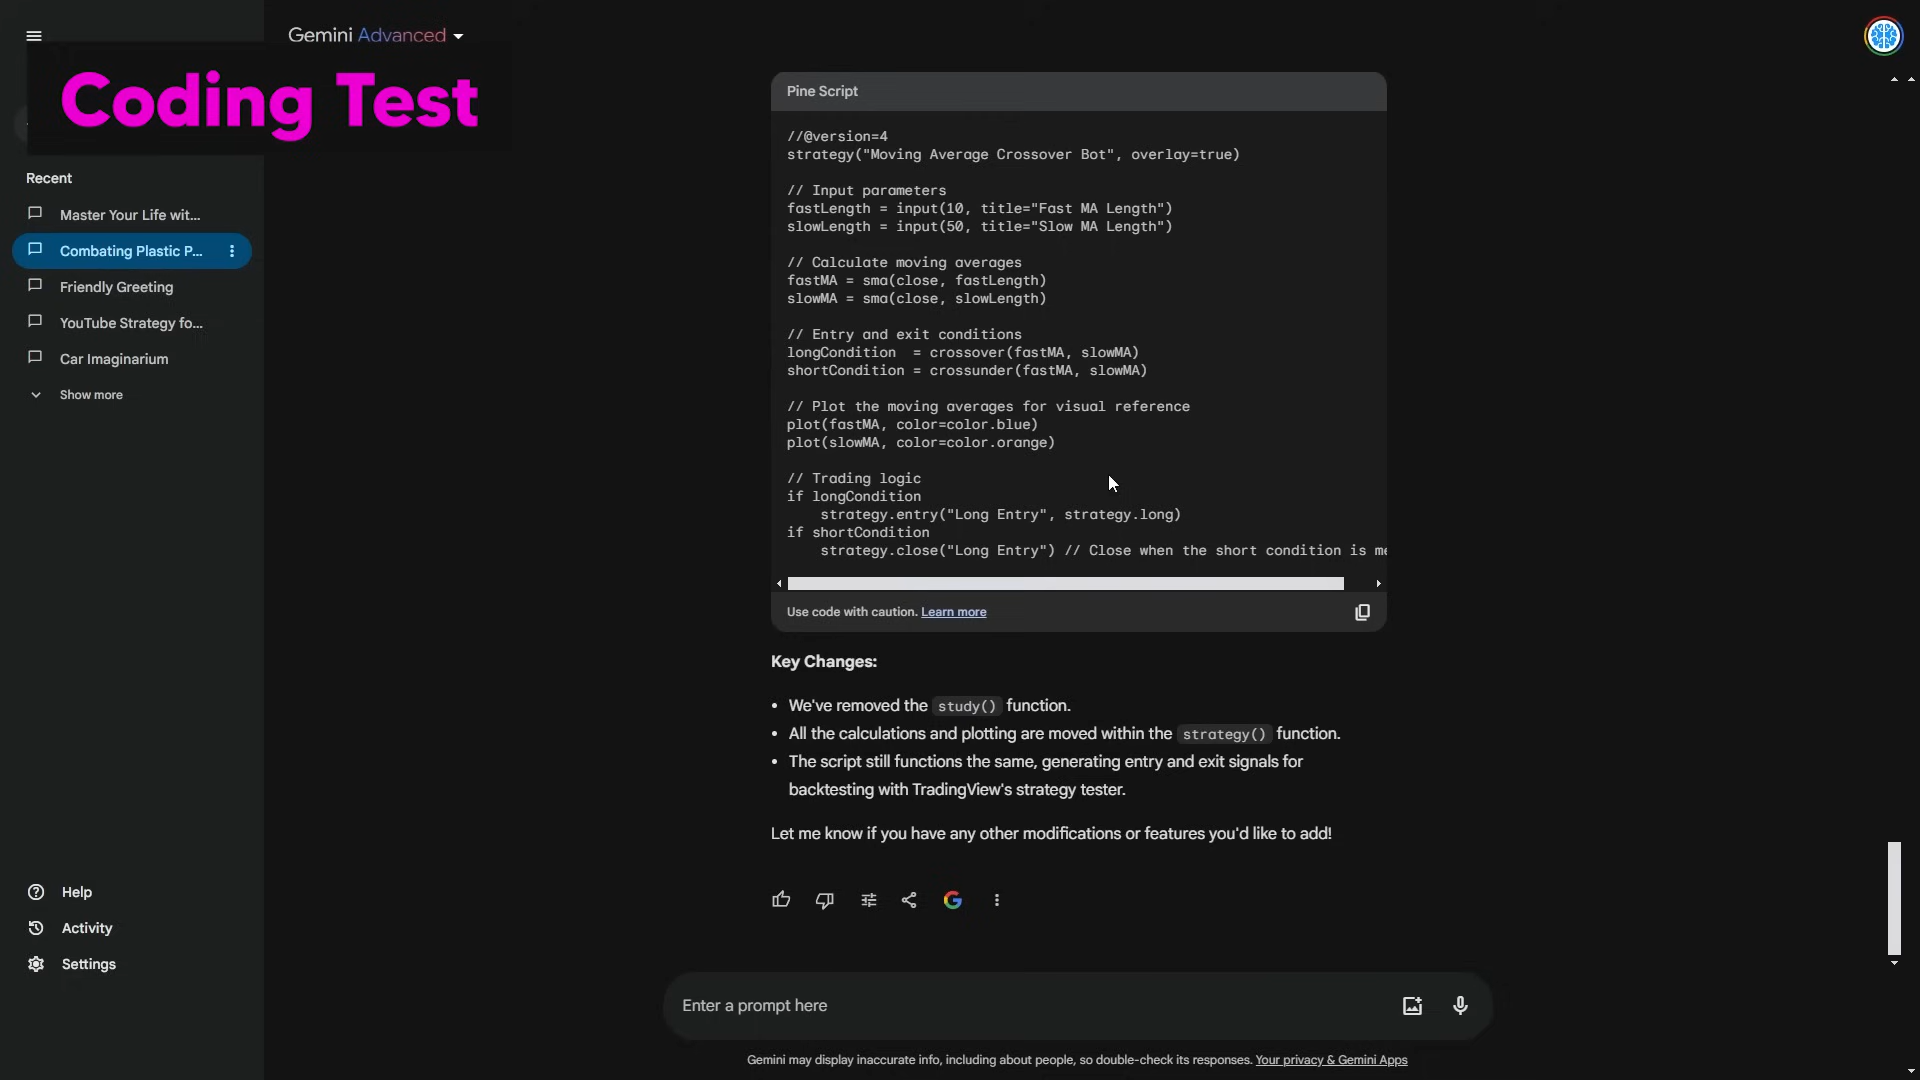 Gemini Advanced
Coding Test
Recent
Master Your Life wit...
Combating Plastic P...
Friendly Greeting
YouTube Strategy fo...
Car Imaginarium
Show more
Help
Activity
Settings
Pine Script
//@version=4
strategy("Moving Average Crossover Bot", overlay=true)
// Input parameters
fastLength = input(10, title="Fast MA Length")
slowLength = input(50, title="Slow MA Length")
// Calculate moving averages
fastMA = sma(close, fastLength)
slowMA = sma(close, slowLength)
// Entry and exit conditions
longCondition  = crossover(fastMA, slowMA)
shortCondition = crossunder(fastMA, slowMA)
// Plot the moving averages for visual reference
plot(fastMA, color=color.blue)
plot(slowMA, color=color.orange)
// Trading logic
if longCondition
    strategy.entry("Long Entry", strategy.long)
if shortCondition
    strategy.close("Long Entry") // Close when the short condition is me
Use code with caution. Learn more
Key Changes:
• We've removed the study() function.
• All the calculations and plotting are moved within the strategy() function.
• The script still functions the same, generating entry and exit signals for
backtesting with TradingView's strategy tester.
Let me know if you have any other modifications or features you'd like to add!
Enter a prompt here
Gemini may display inaccurate info, including about people, so double-check its responses. Your privacy & Gemini Apps